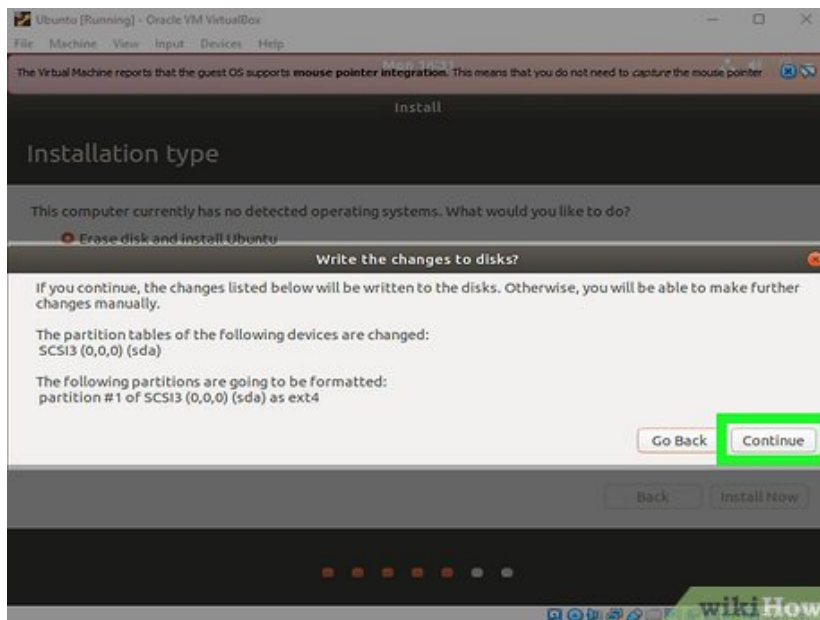 Ubuntu [Running] - Oracle VM VirtualBox
File Machine View Input Devices Help
Mon 16:31
The Virtual Machine reports that the guest OS supports mouse pointer integration. This means that you do not need to capture the mouse pointer
Install
Installation type
This computer currently has no detected operating systems. What would you like to do?
Erase disk and install Ubuntu
Write the changes to disks?
If you continue, the changes listed below will be written to the disks. Otherwise, you will be able to make further
changes manually.
The partition tables of the following devices are changed:
SCSI3 (0,0,0) (sda)
The following partitions are going to be formatted:
partition #1 of SCSI3 (0,0,0) (sda) as ext4
Go Back Continue
Back Install Now
wikiHow